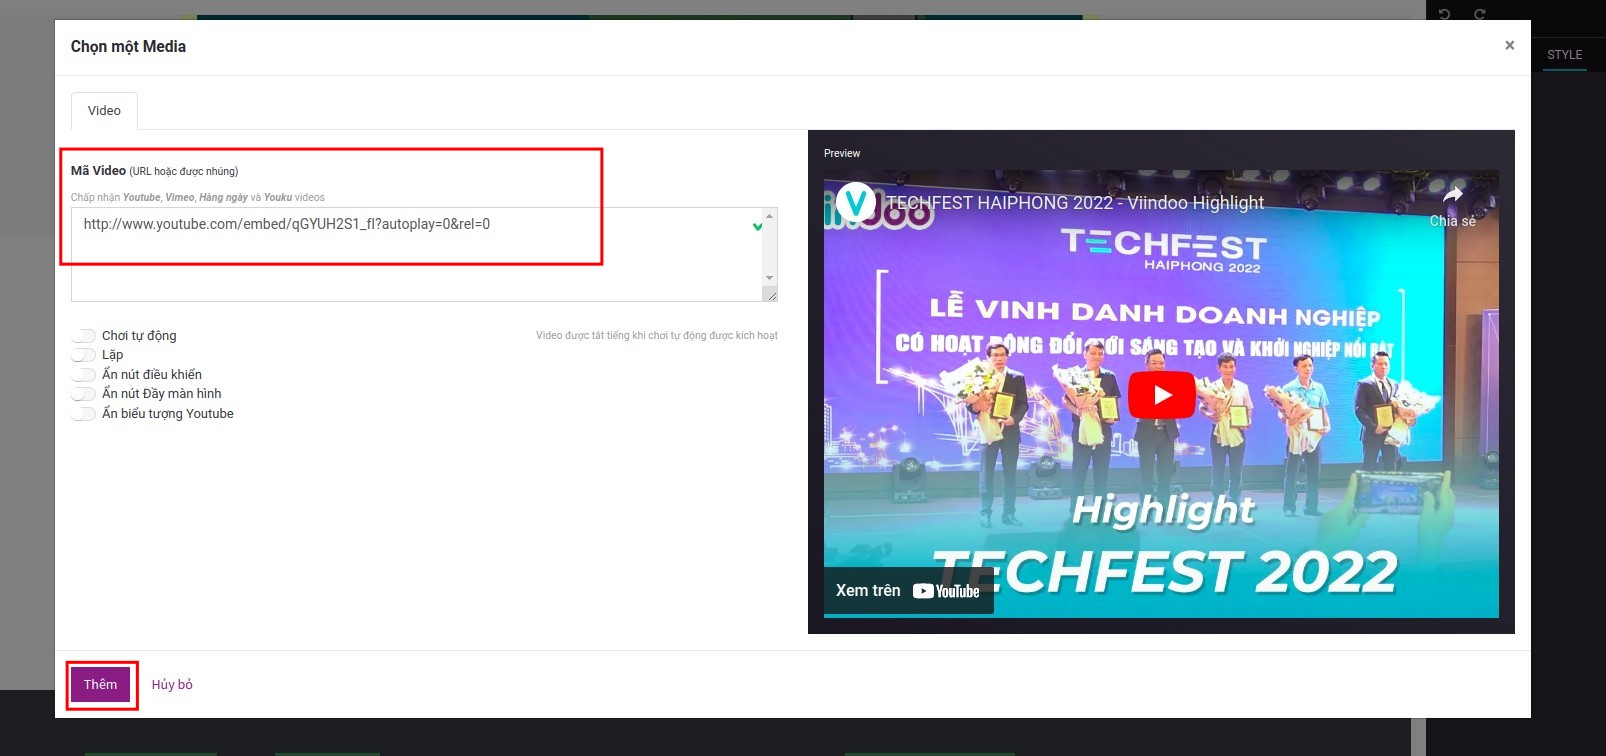 STYLE
Chọn một Media
×
Video
Mã Video (URL hoặc được nhúng)
Chấp nhận Youtube, Vimeo, Hàng ngày và Youku videos
http://www.youtube.com/embed/qGYUH2S1_fI?autoplay=0&rel=0
Chơi tự động
Video được tắt tiếng khi chơi tự động được kích hoạt
Lặp
Ẩn nút điều khiển
Ẩn nút Đầy màn hình
Ẩn biểu tượng Youtube
Preview
TECHFEST HAIPHONG 2022 - Viindoo Highlight
Chia sẻ
TECHFEST
HAIPHONG 2022
LỄ VINH DANH DOANH NGHIỆP
CÓ HOẠT ĐỘNG ĐỔI MỚI SÁNG TẠO VÀ KHỞI NGHIỆP NỔI BẬT
Highlight
TECHFEST 2022
Xem trên YouTube
Thêm
Hủy bỏ